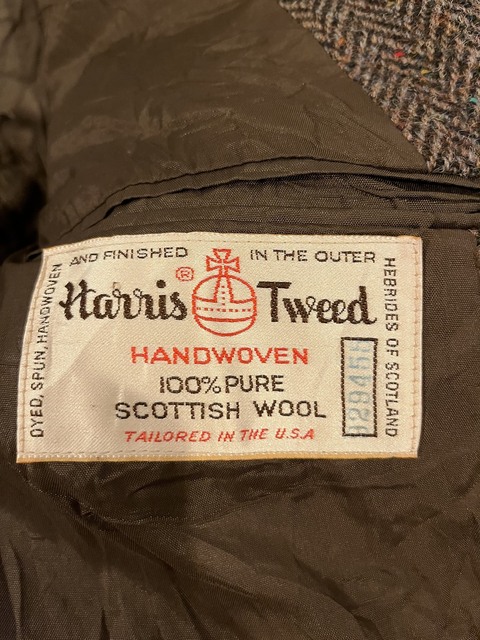 DYED, SPUN, HANDWOVEN
AND FINISHED
IN THE OUTER
HEBRIDES OF SCOTLAND
Harris® Tweed
HANDWOVEN
100% PURE
SCOTTISH WOOL
TAILORED IN THE U.S.A